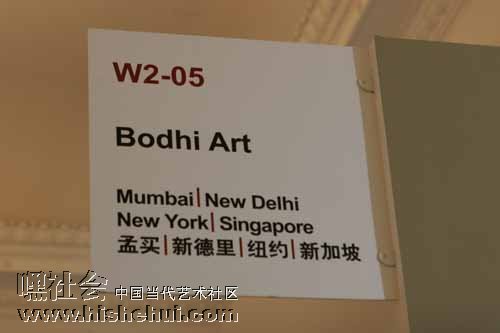 W2-05
Bodhi Art
Mumbai|New Delhi
New York|Singapore
孟买|新德里|纽约|新加坡
嘿社会 中国当代艺术社区
www.hishehui.com